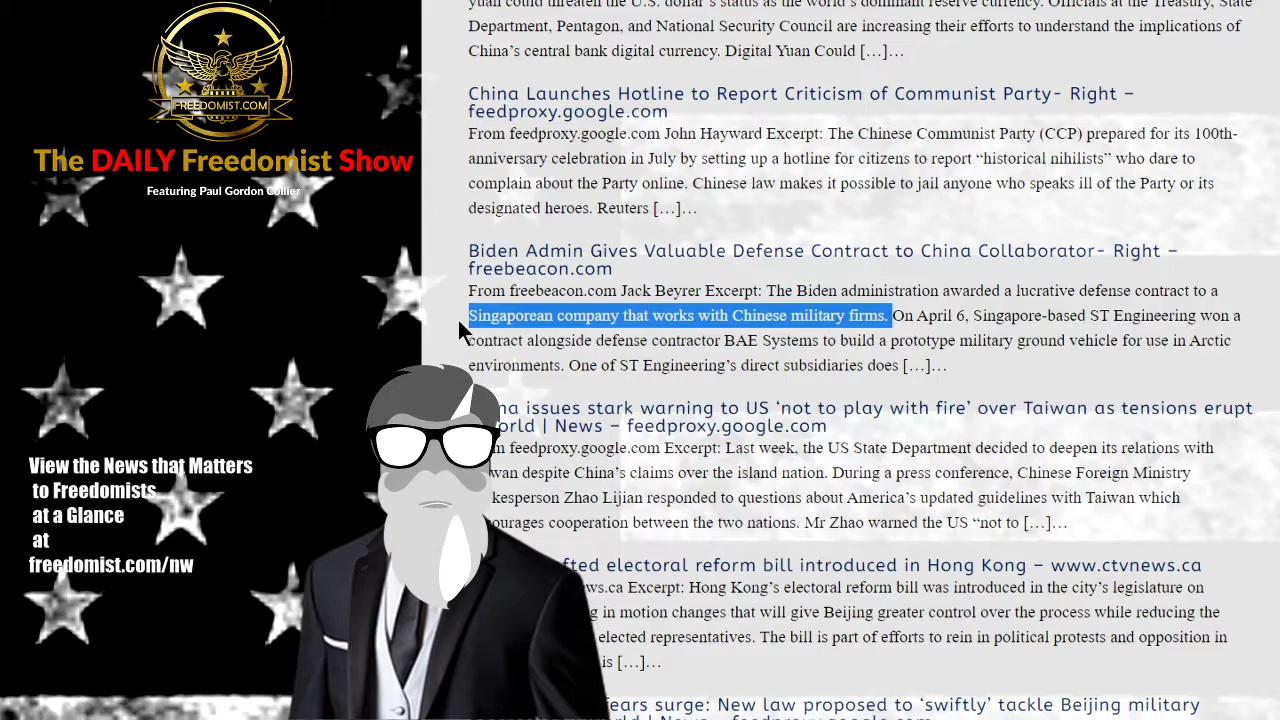 FREEDOMIST.COM
The DAILY Freedomist Show
Featuring Paul Gordon Collier
View the News that Matters
to Freedomists
at a Glance
at
freedomist.com/nw
yuan could threaten the U.S. dollar's status as the world's dominant reserve currency. Officials at the Treasury, State
Department, Pentagon, and National Security Council are increasing their efforts to understand the implications of
China's central bank digital currency. Digital Yuan Could […]…
China Launches Hotline to Report Criticism of Communist Party- Right –
feedproxy.google.com
From feedproxy.google.com John Hayward Excerpt: The Chinese Communist Party (CCP) prepared for its 100th-
anniversary celebration in July by setting up a hotline for citizens to report “historical nihilists” who dare to
complain about the Party online. Chinese law makes it possible to jail anyone who speaks ill of the Party or its
designated heroes. Reuters […]…
Biden Admin Gives Valuable Defense Contract to China Collaborator- Right –
freebeacon.com
From freebeacon.com Jack Beyrer Excerpt: The Biden administration awarded a lucrative defense contract to a
Singaporean company that works with Chinese military firms. On April 6, Singapore-based ST Engineering won a
contract alongside defense contractor BAE Systems to build a prototype military ground vehicle for use in Arctic
environments. One of ST Engineering's direct subsidiaries does […]…
na issues stark warning to US ‘not to play with fire’ over Taiwan as tensions erupt
orld | News – feedproxy.google.com
m feedproxy.google.com Excerpt: Last week, the US State Department decided to deepen its relations with
wan despite China's claims over the island nation. During a press conference, Chinese Foreign Ministry
kesperson Zhao Lijian responded to questions about America's updated guidelines with Taiwan which
ourages cooperation between the two nations. Mr Zhao warned the US “not to […]…
fted electoral reform bill introduced in Hong Kong – www.ctvnews.ca
ws.ca Excerpt: Hong Kong's electoral reform bill was introduced in the city's legislature on
g in motion changes that will give Beijing greater control over the process while reducing the
elected representatives. The bill is part of efforts to rein in political protests and opposition in
is […]…
ears surge: New law proposed to ‘swiftly’ tackle Beijing military